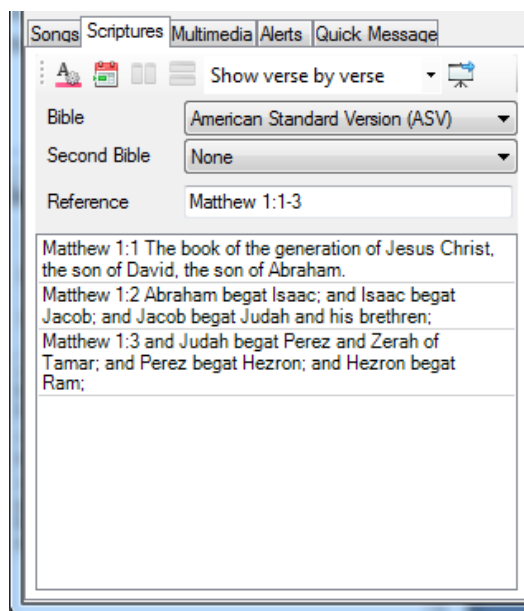 Songs Scriptures Multimedia Alerts Quick Message
Show verse by verse
Bible American Standard Version (ASV)
Second Bible None
Reference Matthew 1:1-3
Matthew 1:1 The book of the generation of Jesus Christ,
the son of David, the son of Abraham.
Matthew 1:2 Abraham begat Isaac; and Isaac begat
Jacob; and Jacob begat Judah and his brethren;
Matthew 1:3 and Judah begat Perez and Zerah of
Tamar; and Perez begat Hezron; and Hezron begat
Ram;